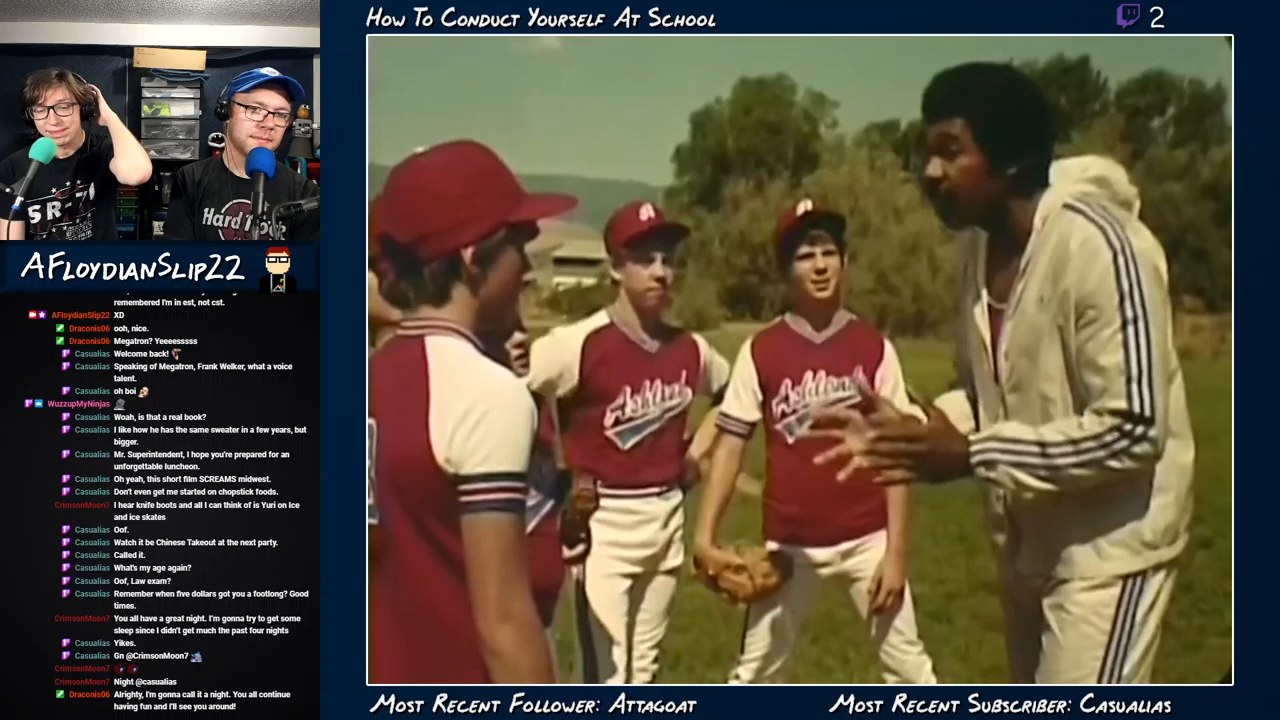 How To Conduct Yourself At School
2
SR-71
Hard Rock
AFloydianSlip22
remembered I'm in est, not cst.
AFloydianSlip22 XD
Draconis06 ooh, nice.
Draconis06 Megatron? Yeeeesssss
Casualias Welcome back!
Casualias Speaking of Megatron, Frank Welker, what a voice
talent.
Casualias oh boi
WuzzupMyNinjas
Casualias Woah, is that a real book?
Casualias I like how he has the same sweater in a few years, but
bigger.
Casualias Mr. Superintendent, I hope you're prepared for an
unforgettable luncheon.
Casualias Oh yeah, this short film SCREAMS midwest.
Casualias Don't even get me started on chopstick foods.
CrimsonMoon7 I hear knife boots and all I can think of is Yuri on Ice
and ice skates
Casualias Oof.
Casualias Watch it be Chinese Takeout at the next party.
Casualias Called it.
Casualias What's my age again?
Casualias Oof, Law exam?
Casualias Remember when five dollars got you a footlong? Good
times.
CrimsonMoon7 You all have a great night. I'm gonna try to get some
sleep since I didn't get much the past four nights
Casualias Yikes.
Casualias Gn @CrimsonMoon7
CrimsonMoon7
CrimsonMoon7 Night @casualias
Draconis06 Alrighty, I'm gonna call it a night. You all continue
having fun and I'll see you around!
A
A
Ashland
Ashland
Most Recent Follower: Attagoat
Most Recent Subscriber: Casualias